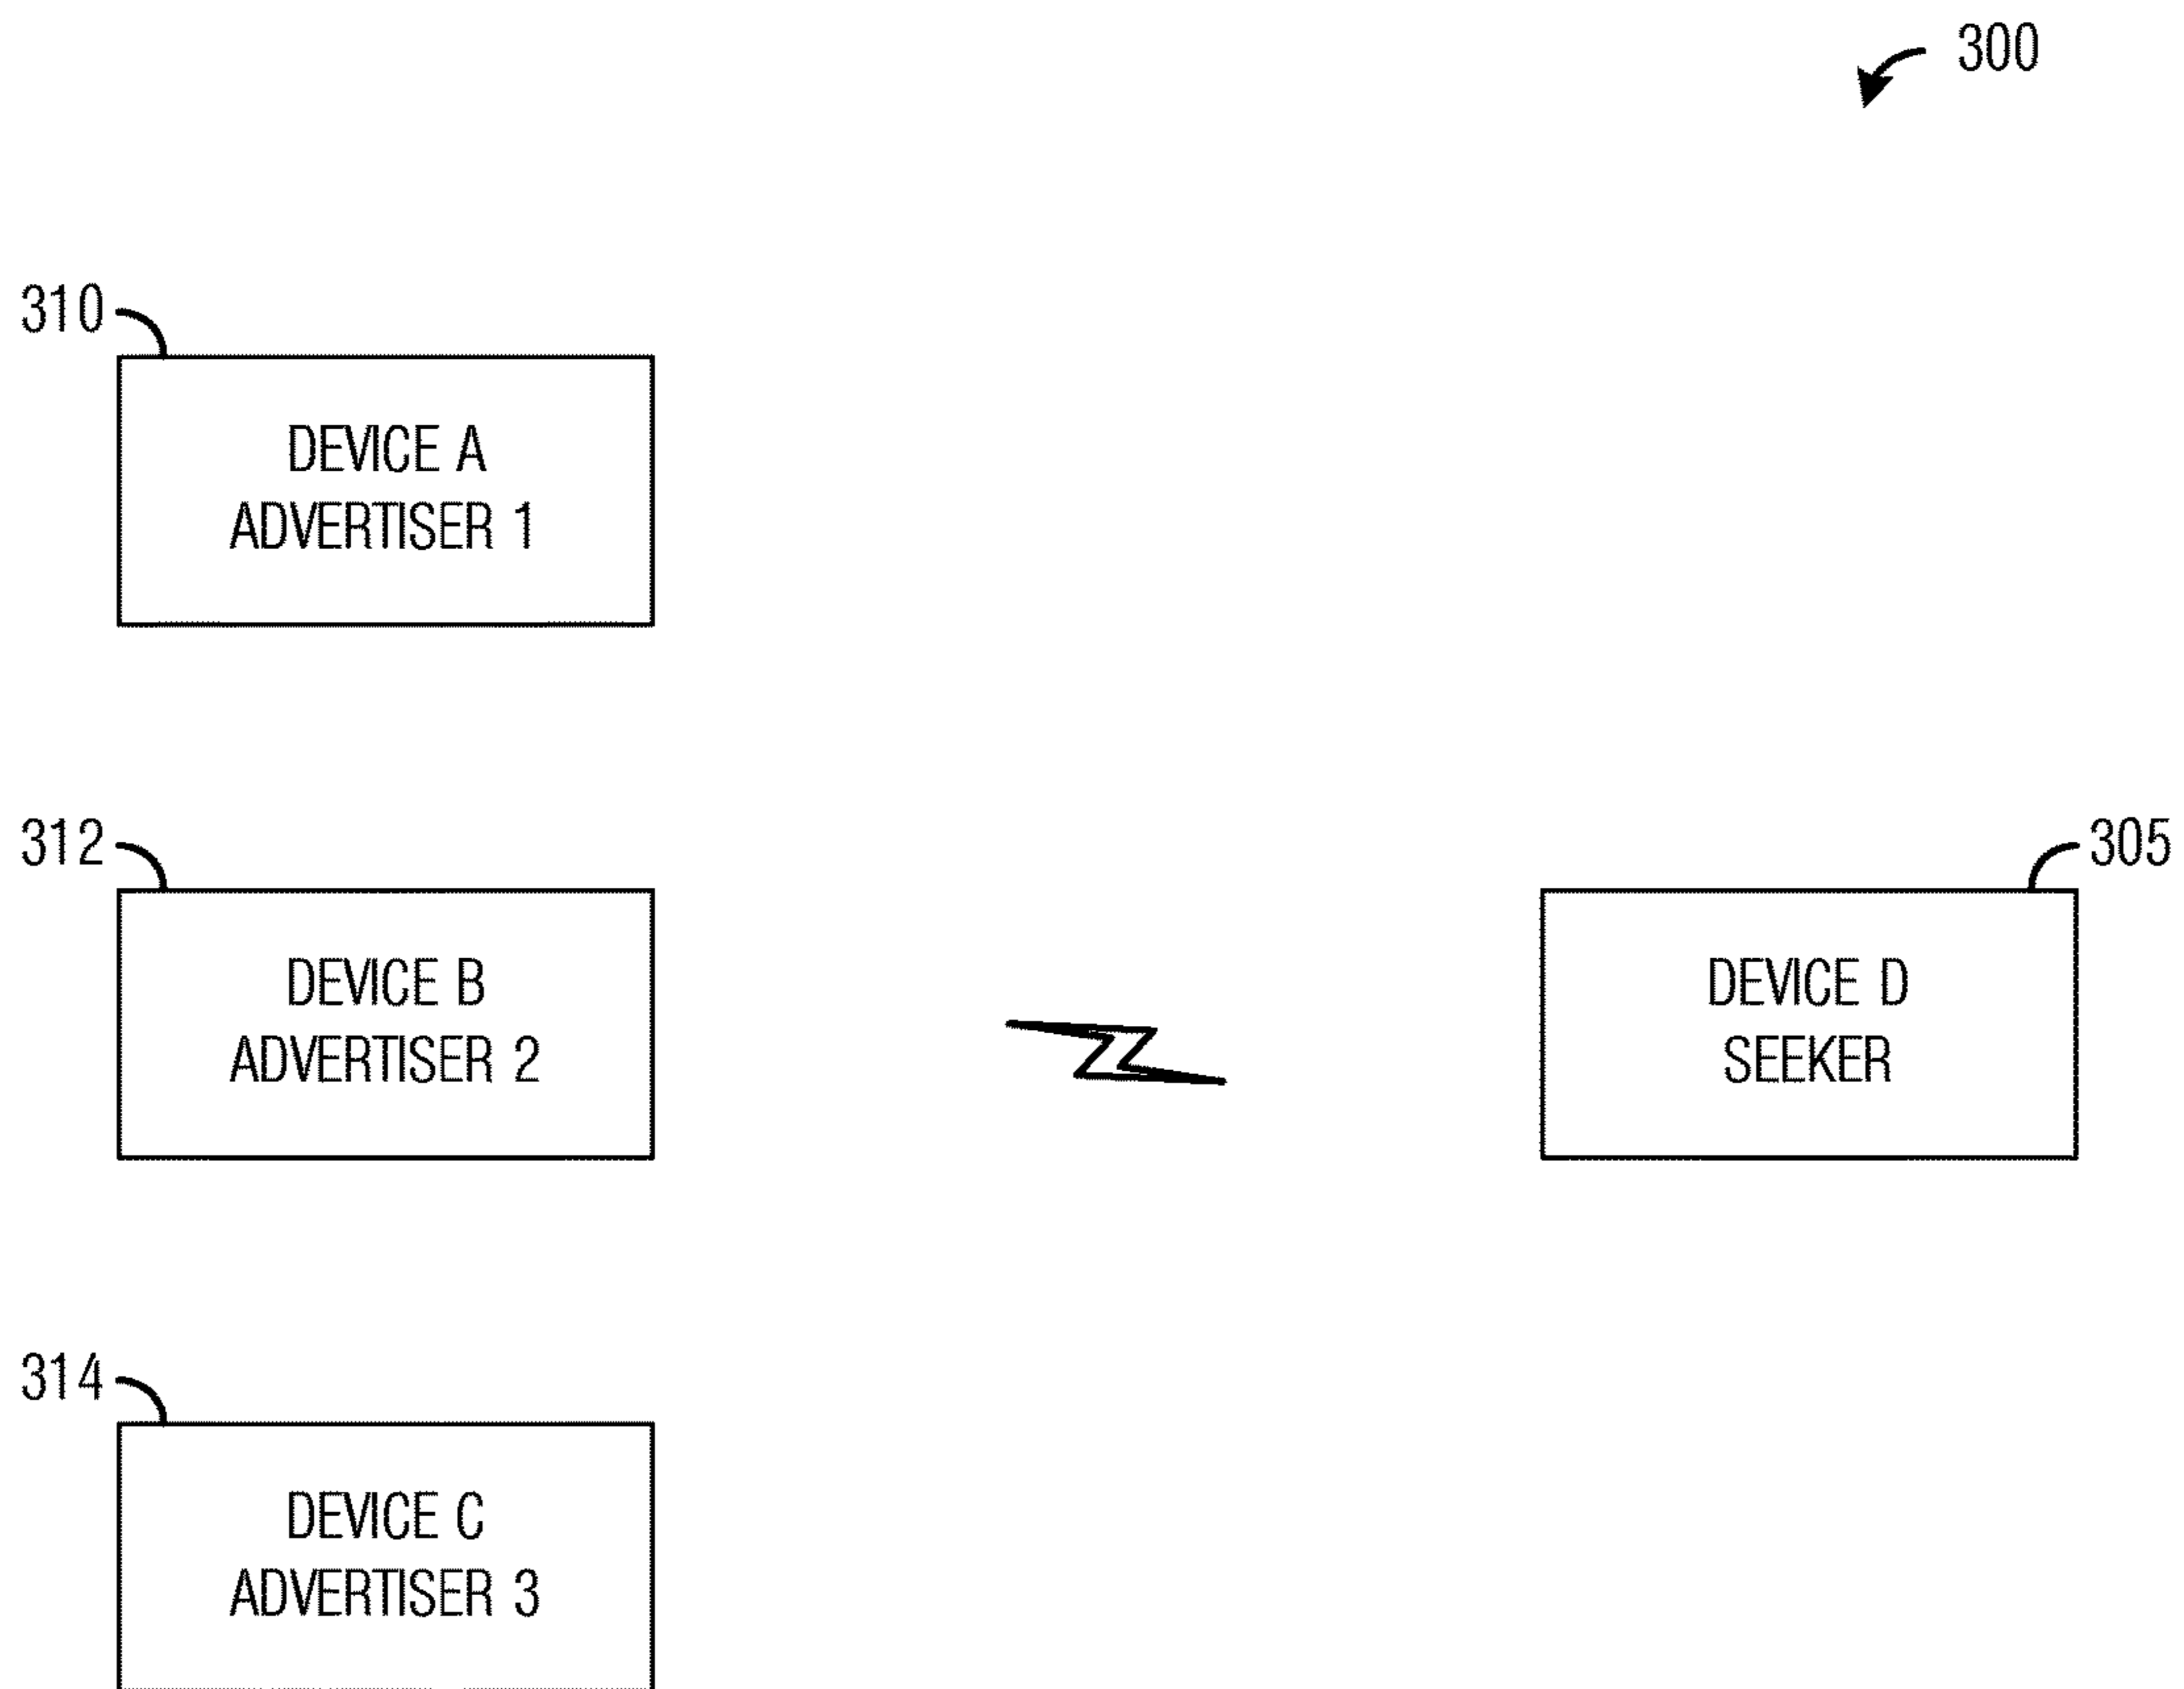 300
310
DEVICE A
ADVERTISER 1
312
DEVICE B
ADVERTISER 2
305
DEVICE D
SEEKER
314
DEVICE C
ADVERTISER 3